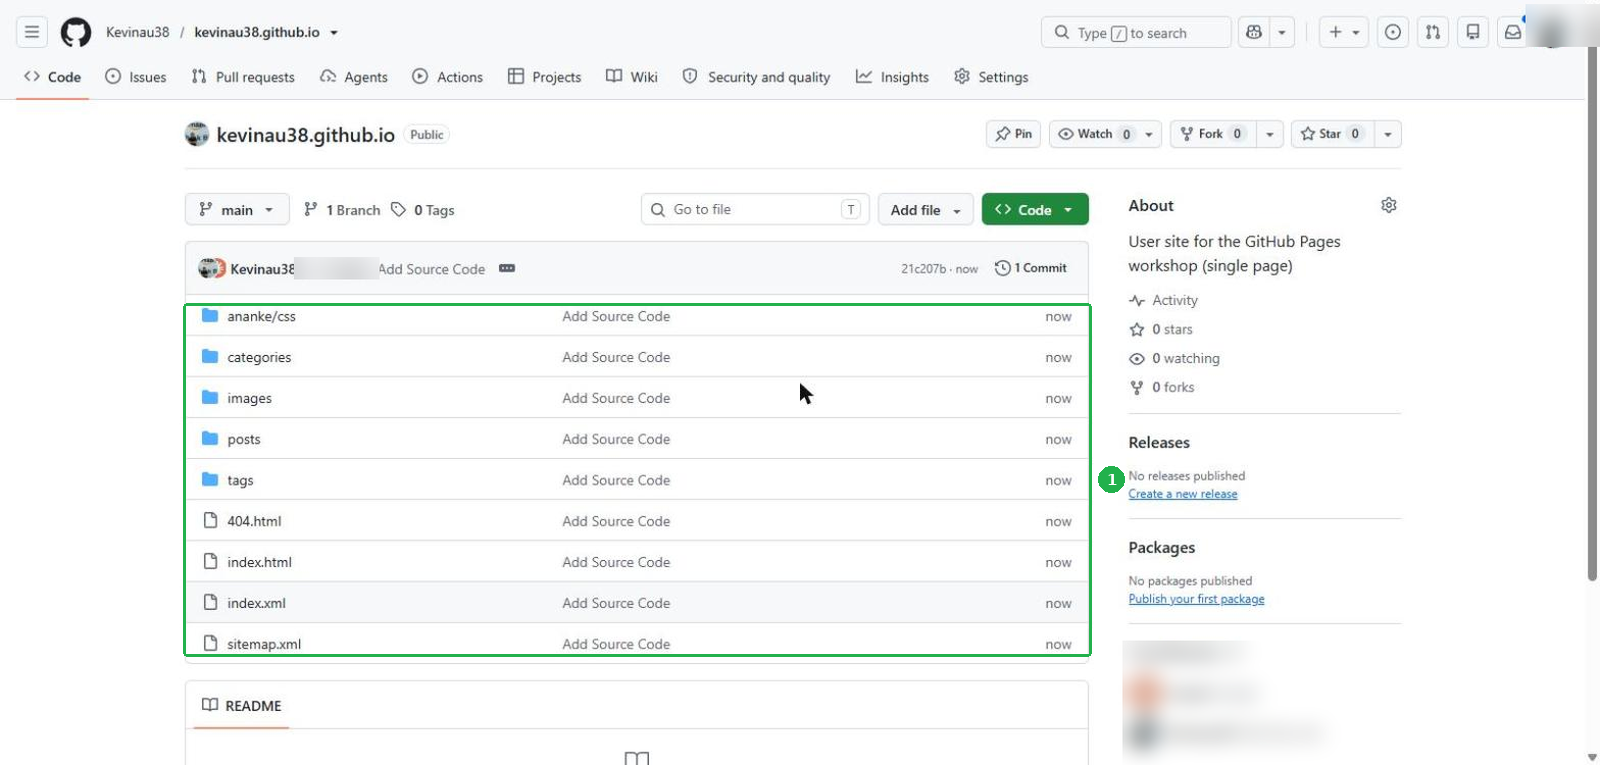 Kevinau38 / kevinau38.github.io
Type / to search
Code Issues Pull requests Agents Actions Projects Wiki Security and quality Insights Settings
kevinau38.github.io Public
Pin Watch 0 Fork 0 Star 0
main 1 Branch 0 Tags Go to file T Add file Code
Kevinau38 Add Source Code 21c207b · now 1 Commit
ananke/css Add Source Code now
categories Add Source Code now
images Add Source Code now
posts Add Source Code now
tags Add Source Code now
404.html Add Source Code now
index.html Add Source Code now
index.xml Add Source Code now
sitemap.xml Add Source Code now
README
1
About
User site for the GitHub Pages
workshop (single page)
Activity
0 stars
0 watching
0 forks
Releases
No releases published
Create a new release
Packages
No packages published
Publish your first package